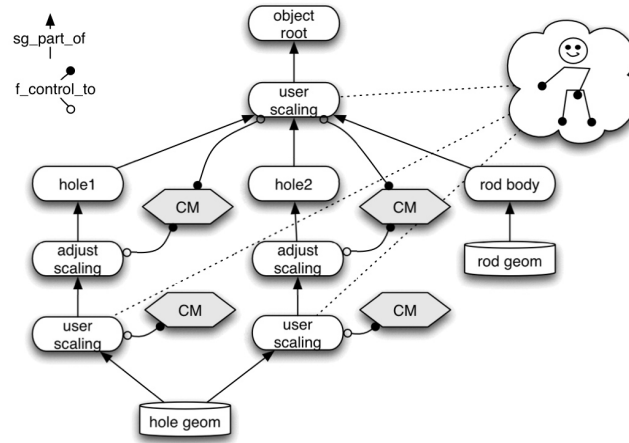 sg_part_of
f_control_to
object
root
user
scaling
hole1
CM
hole2
CM
rod body
adjust
scaling
adjust
scaling
rod geom
user
scaling
CM
user
scaling
CM
hole geom